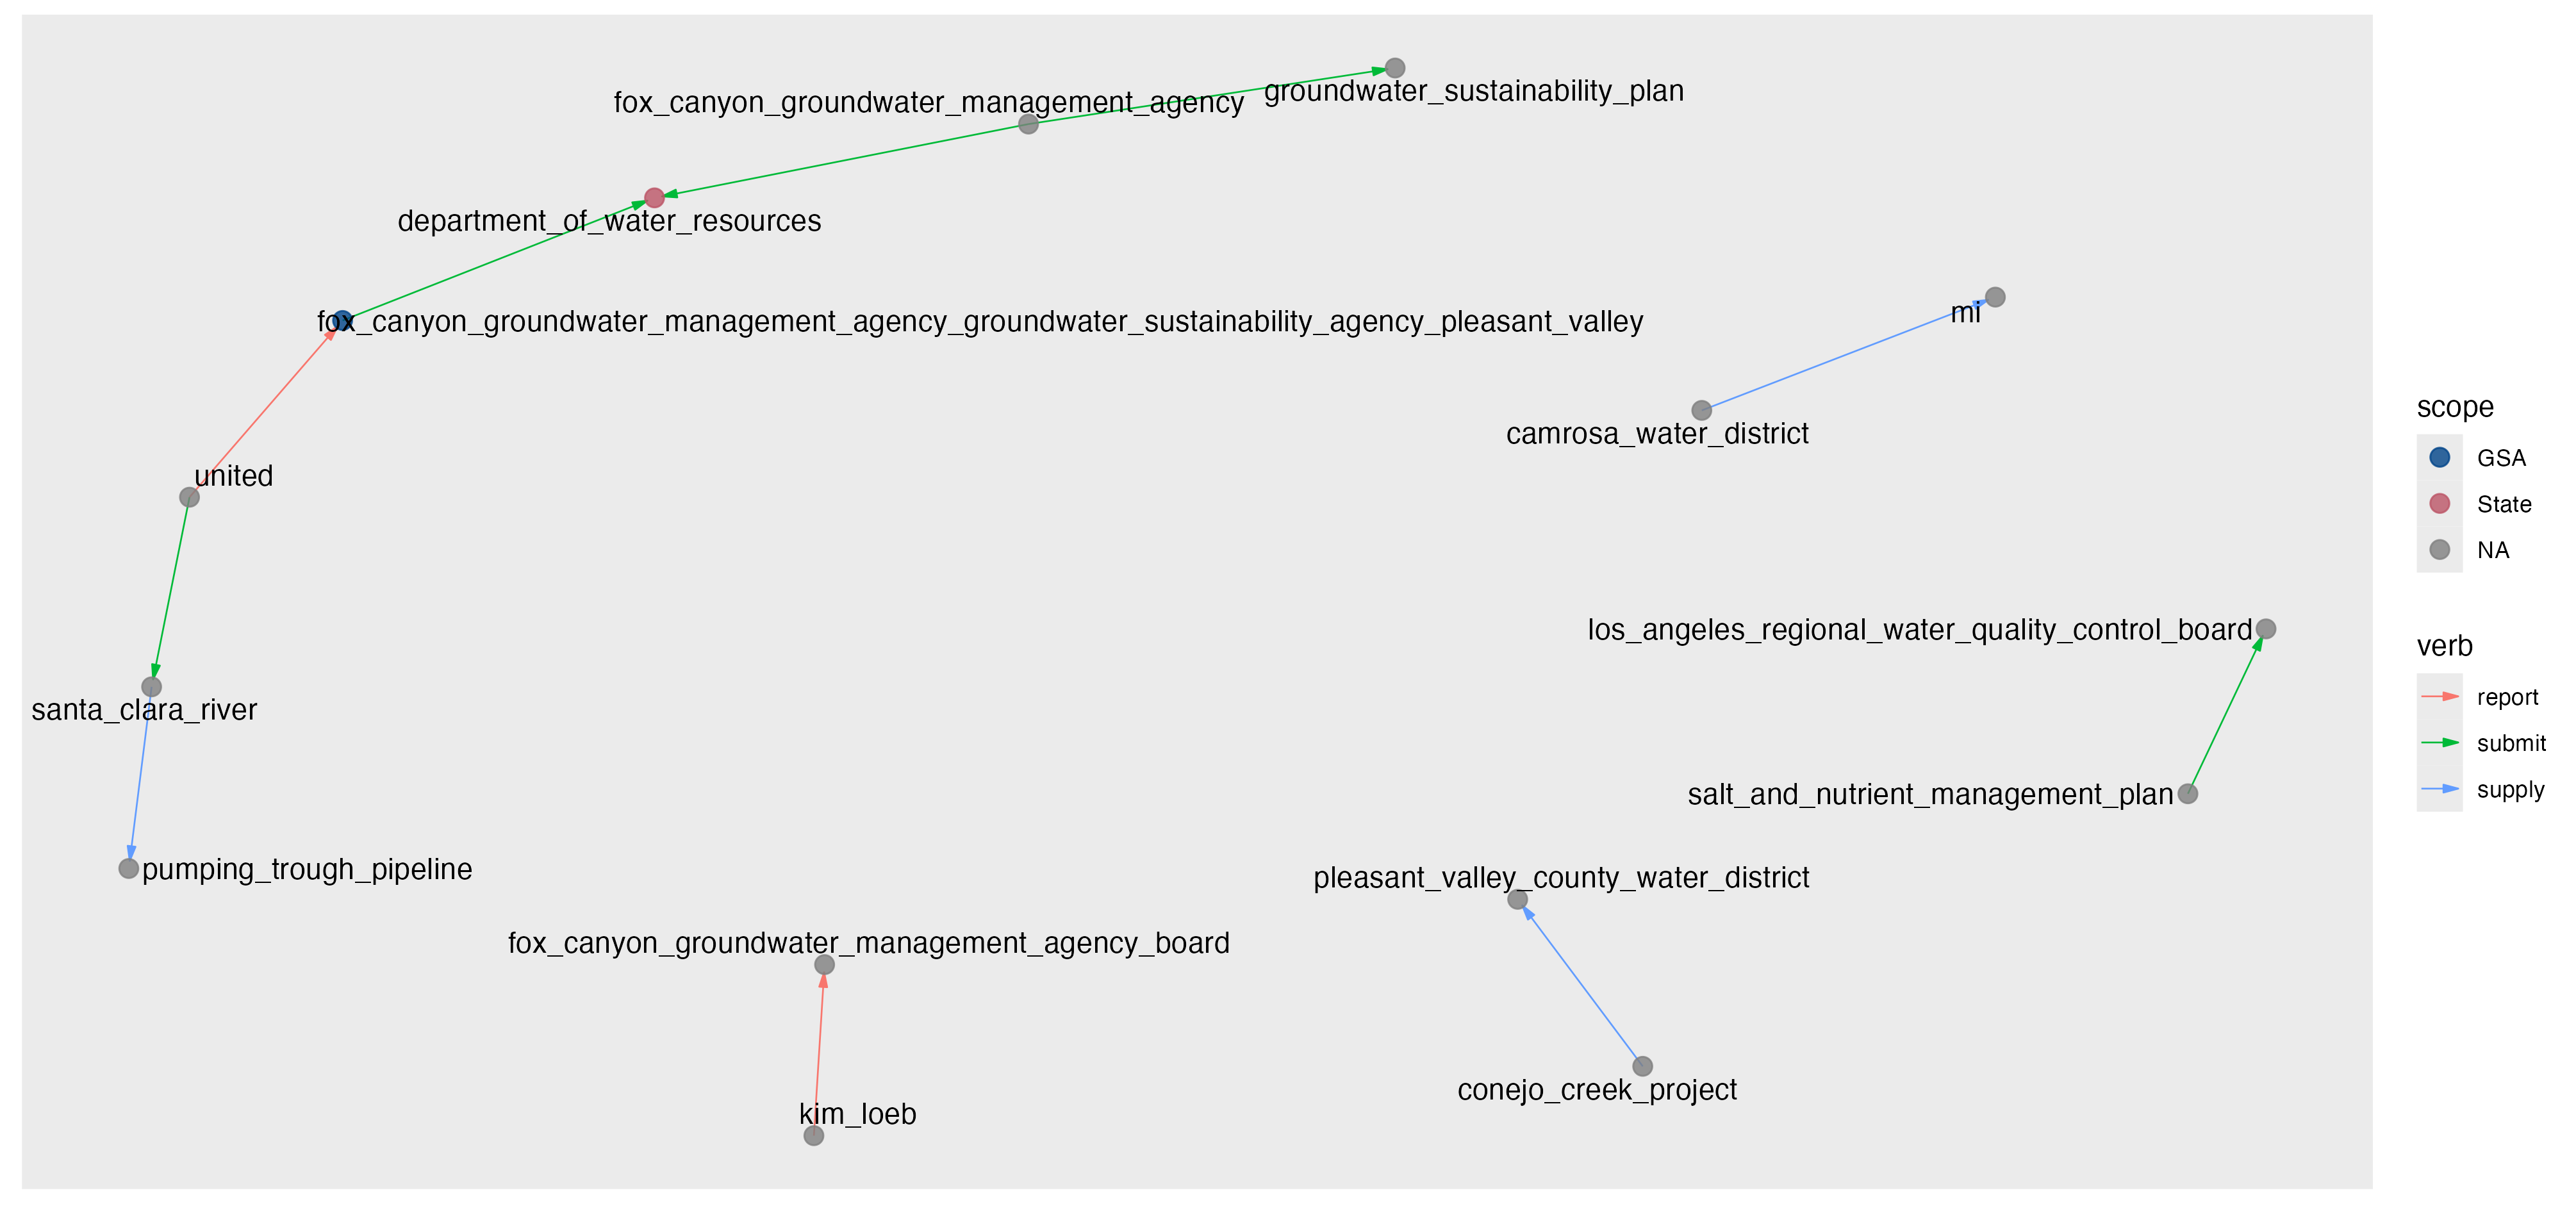 groundwater_sustainability_plan
fox_canyon_groundwater_management_agency
department_of_water_resources
mi
fox_canyon_groundwater_management_agency_groundwater_sustainability_agency_pleasant_valley
camrosa_water_district
united
los_angeles_regional_water_quality_control_board
santa_clara_river
salt_and_nutrient_management_plan
pumping_trough_pipeline
pleasant_valley_county_water_district
fox_canyon_groundwater_management_agency_board
conejo_creek_project
kim_loeb
scope
GSA
State
NA
verb
report
submit
supply